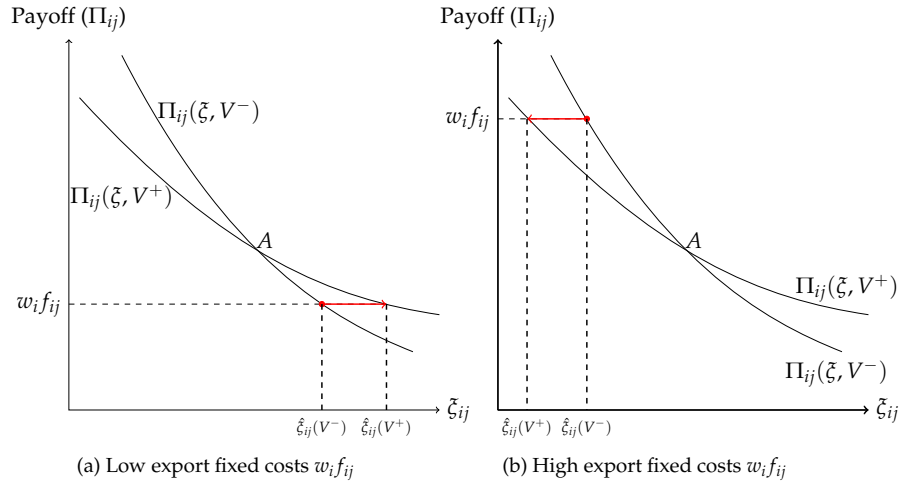 Payoff (Π_{ij})
Π_{ij}(ξ, V⁻)
Π_{ij}(ξ, V⁺)
A
w_i f_{ij}
ξ_{ij}
ξ̂_{ij}(V⁻)
ξ̂_{ij}(V⁺)
(a) Low export fixed costs w_i f_{ij}
Payoff (Π_{ij})
w_i f_{ij}
A
Π_{ij}(ξ, V⁺)
Π_{ij}(ξ, V⁻)
ξ_{ij}
ξ̂_{ij}(V⁺)
ξ̂_{ij}(V⁻)
(b) High export fixed costs w_i f_{ij}